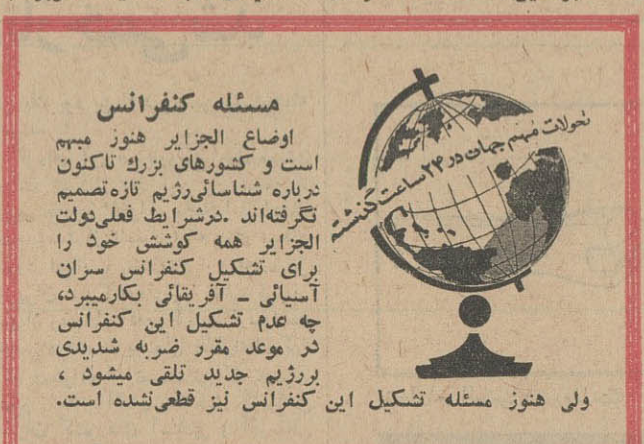 مسئله کنفرانس
اوضاع الجزایر هنوز مبهم
است و کشورهای بزرك تاکنون
درباره شناسائی رژیم تازه تصمیم
نگرفته‌اند .درشرایط فعلی دولت
الجزایر همه کوشش خود را
برای تشکیل کنفرانس سران
آسیائی ـ آفریقائی بکارمیبرد،
چه عدم تشکیل این کنفرانس
در موعد مقرر ضربه شدیدی
بررژیم جدید تلقی میشود ،
ولی هنوز مسئله تشکیل این کنفرانس نیز قطعی نشده است.
تحولات مهم جهان در ۲۴ ساعت گذشته